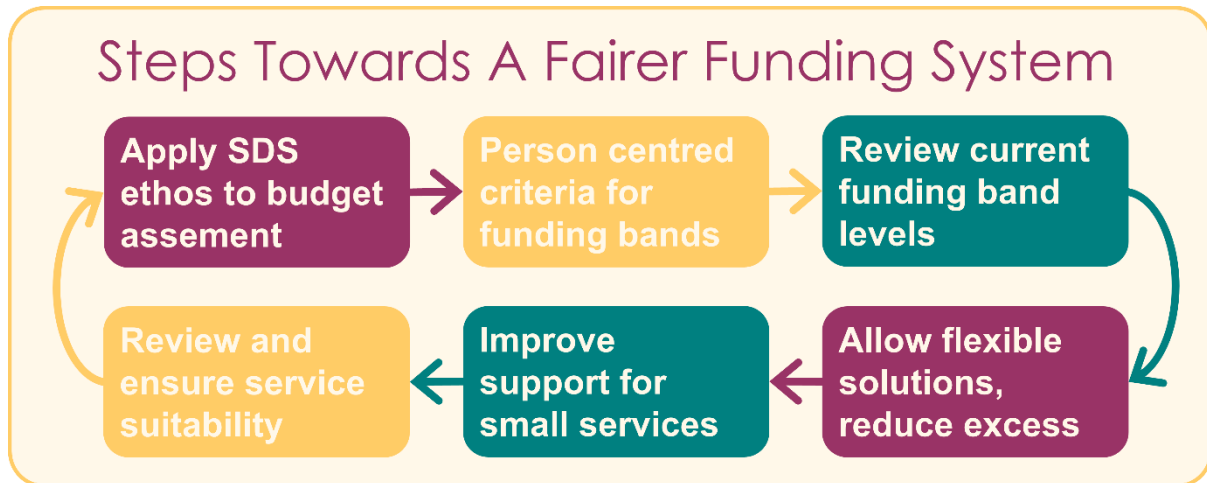 Steps Towards A Fairer Funding System
Apply SDS
ethos to budget
assement
Person centred
criteria for
funding bands
Review current
funding band
levels
Allow flexible
solutions,
reduce excess
Improve
support for
small services
Review and
ensure service
suitability